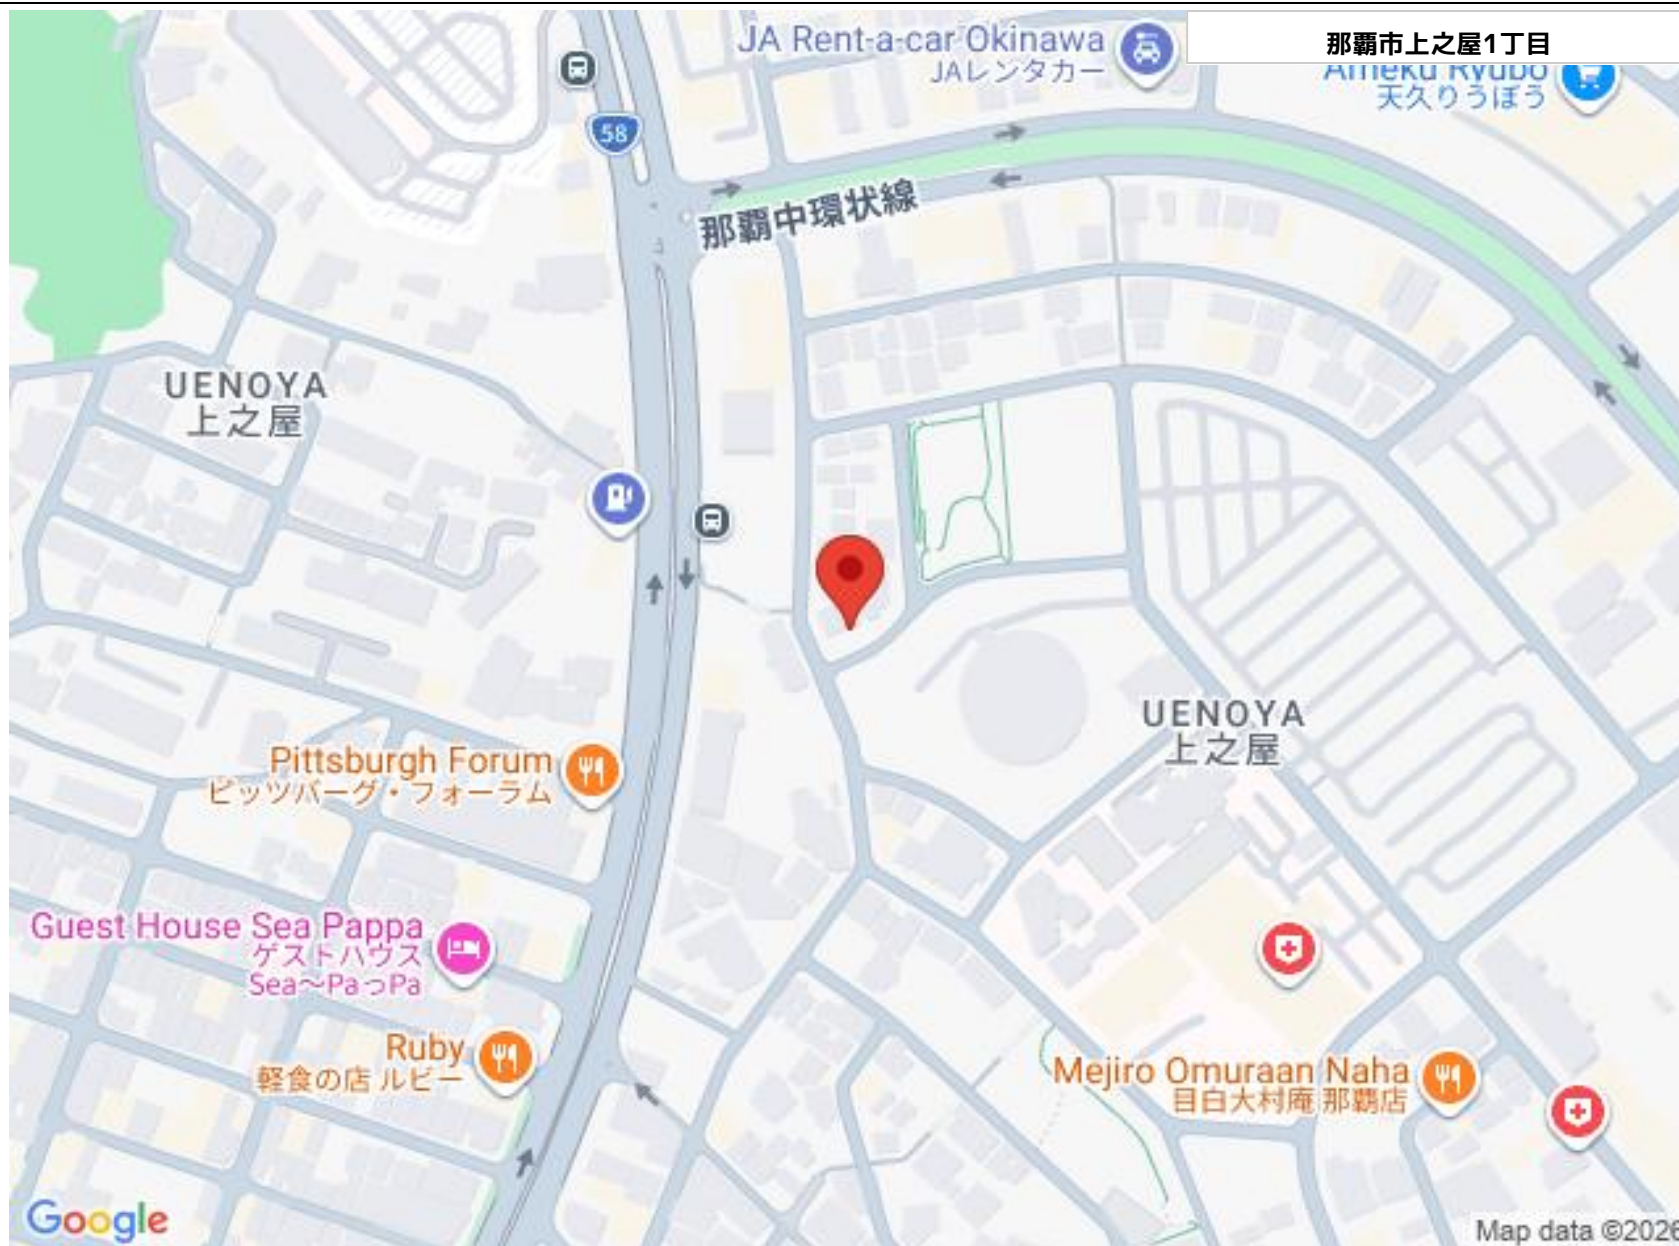 那覇市上之屋1丁目
JA Rent-a-car Okinawa
JAレンタカー
Ameku Ryubo
天久りうぼう
58
那覇中環状線
UENOYA
上之屋
UENOYA
上之屋
Pittsburgh Forum
ピッツバーグ・フォーラム
Guest House Sea Pappa
ゲストハウス
Sea～PaっPa
Ruby
軽食の店 ルビー
Mejiro Omuraan Naha
目白大村庵 那覇店
Google
Map data ©2026